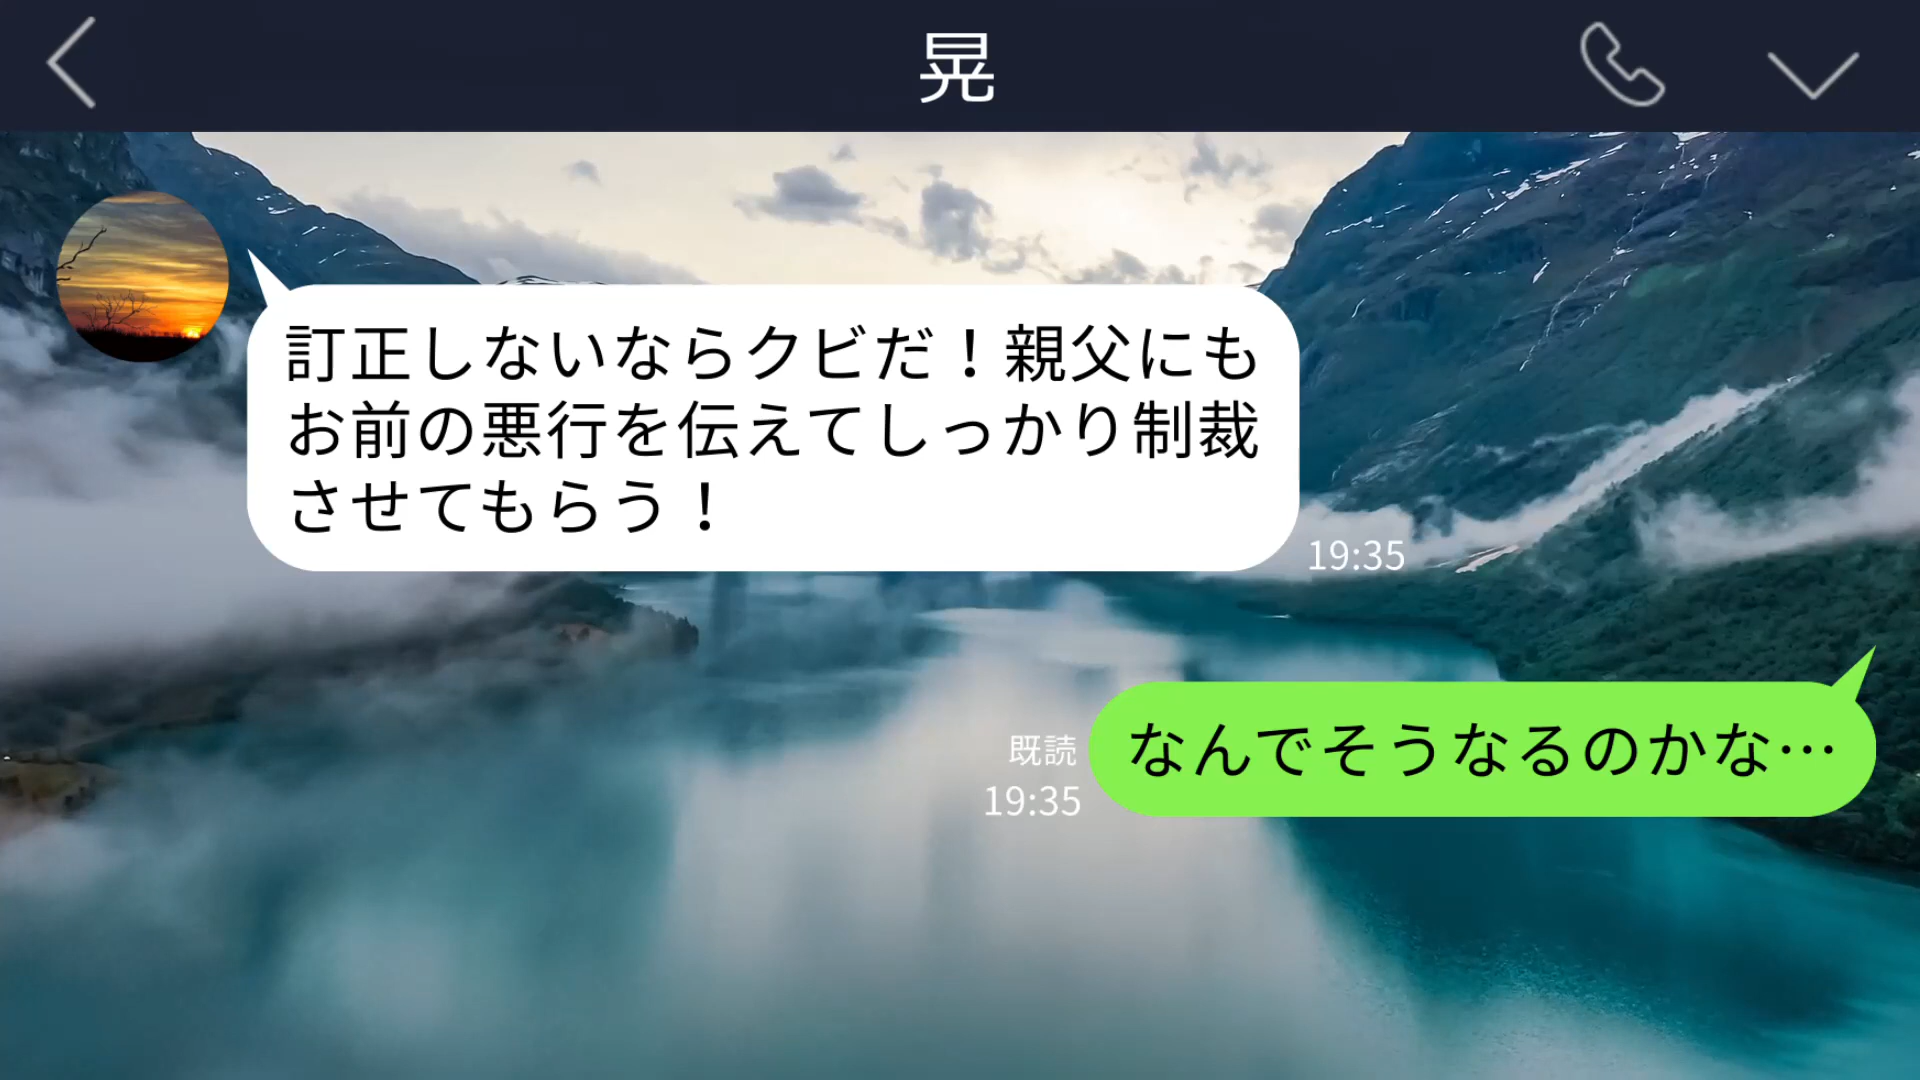 晃
訂正しないならクビだ！親父にも
お前の悪行を伝えてしっかり制裁
させてもらう！
19:35
なんでそうなるのかな…
既読
19:35